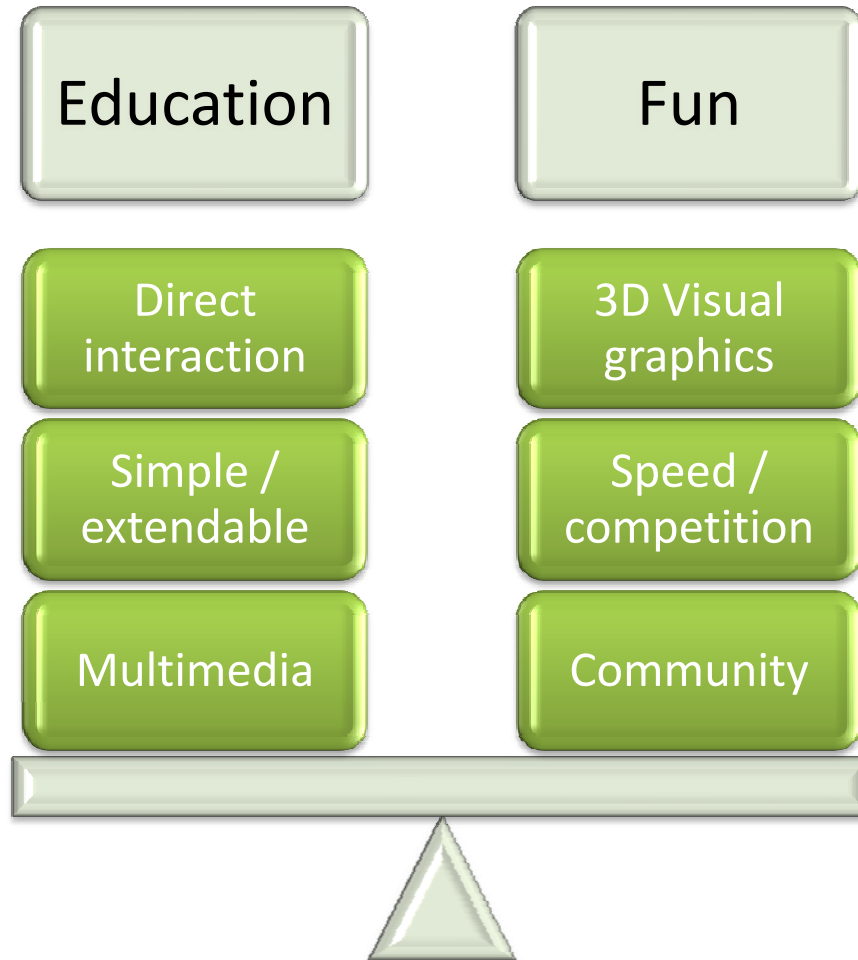 Education
Fun
Direct
interaction
3D Visual
graphics
Simple /
extendable
Speed /
competition
Multimedia
Community